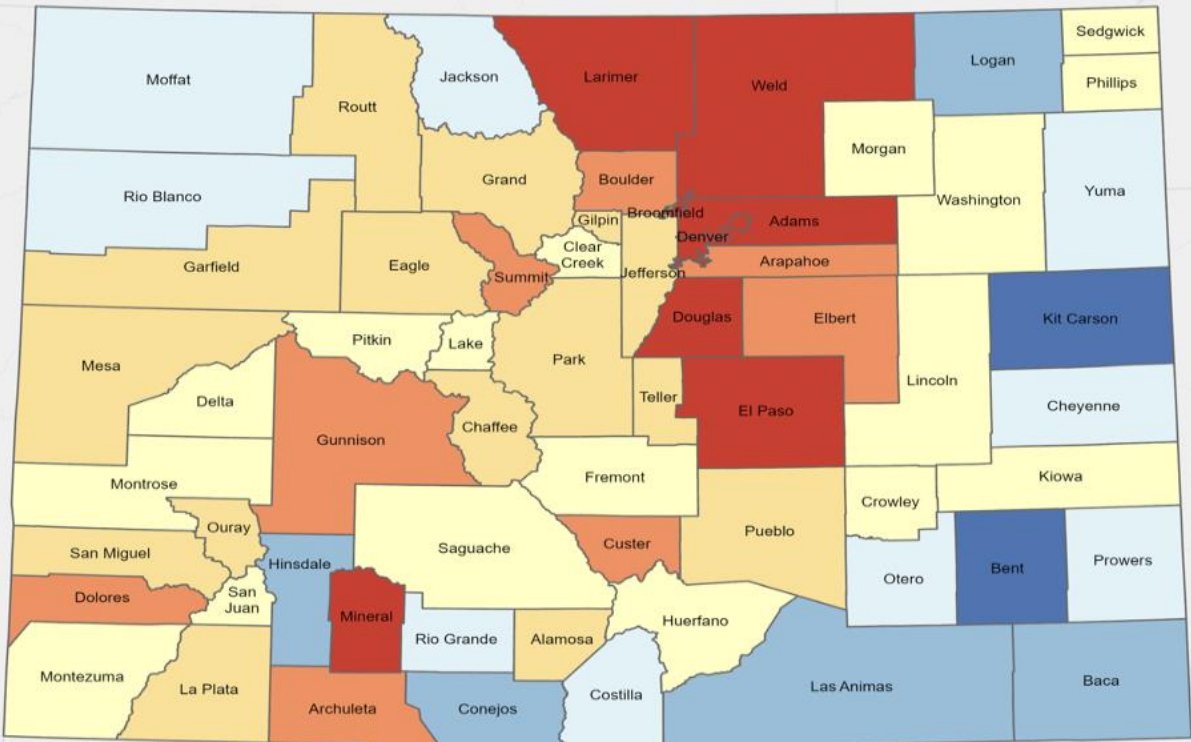 Sedgwick
Logan
Moffat
Jackson
Larimer
Weld
Phillips
Routt
Morgan
Grand
Boulder
Yuma
Rio Blanco
Washington
Broomfield
Gilpin
Adams
Denver
Clear
Creek
Arapahoe
Garfield
Eagle
Jefferson
Summit
Douglas
Elbert
Kit Carson
Pitkin
Lake
Park
Mesa
Lincoln
Teller
Delta
Cheyenne
El Paso
Chaffee
Gunnison
Fremont
Kiowa
Montrose
Crowley
Ouray
Pueblo
Custer
San Miguel
Saguache
Prowers
Hinsdale
Bent
Otero
San
Juan
Dolores
Mineral
Huerfano
Rio Grande
Alamosa
Montezuma
Baca
La Plata
Las Animas
Costilla
Archuleta
Conejos